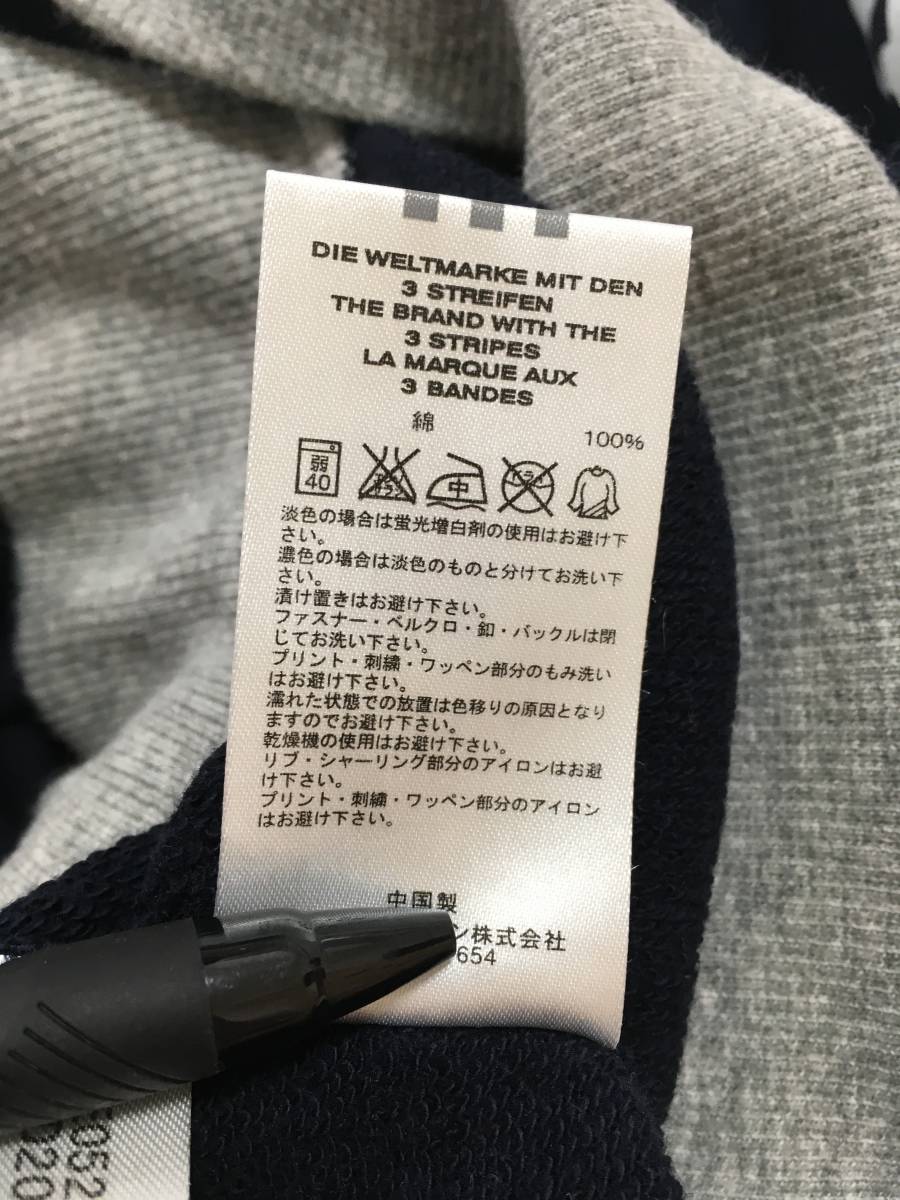 DIE WELTMARKE MIT DEN
3 STREIFEN
THE BRAND WITH THE
3 STRIPES
LA MARQUE AUX
3 BANDES
綿
100%
弱
40
エンソ
サラシ
中
ドライ
淡色の場合は蛍光増白剤の使用はお避け下
さい。
濃色の場合は淡色のものと分けてお洗い下
さい。
漬け置きはお避け下さい。
ファスナー・ベルクロ・釦・バックルは閉
じてお洗い下さい。
プリント・刺繍・ワッペン部分のもみ洗い
はお避け下さい。
濡れた状態での放置は色移りの原因となり
ますのでお避け下さい。
乾燥機の使用はお避け下さい。
リブ・シャーリング部分のアイロンはお避
け下さい。
プリント・刺繍・ワッペン部分のアイロン
はお避け下さい。
中国製
ン株式会社
654
052
020